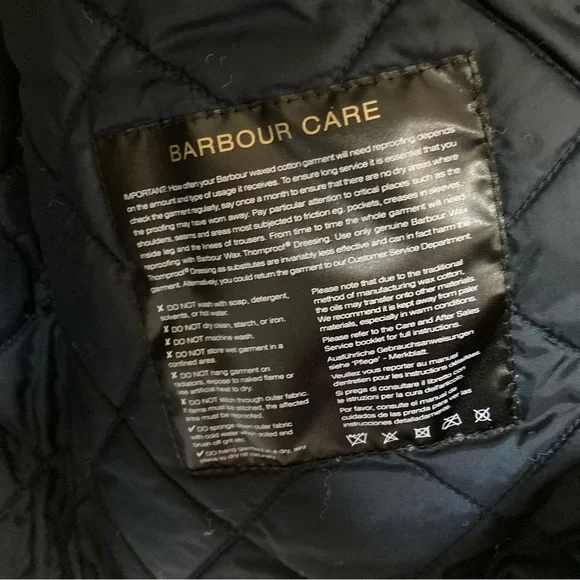 BARBOUR CARE
IMPORTANT: How often your Barbour waxed cotton garment will need reproofing depends
on the amount and type of usage it receives. To ensure long service it is essential that you
check the garment regularly, say once a month to ensure that there are no dry areas where
the proofing may have worn away. Pay particular attention to critical places such as the
shoulders, seams and areas most subjected to friction eg. pockets, creases in sleeves,
inside leg and the knees of trousers. From time to time the whole garment will need
reproofing with Barbour Wax Thornproof® Dressing. Use only genuine Barbour Wax
Thornproof® Dressing as substitutes are invariably less effective and can in fact harm the
garment. Alternatively, you could return the garment to our Customer Service Department.
✗ DO NOT wash with soap, detergent,
solvents, or hot water.
✗ DO NOT dry clean, starch, or iron.
✗ DO NOT machine wash.
✗ DO NOT store wet garment in a
confined area.
✗ DO NOT hang garment on
radiators, expose to naked flame or
use artificial heat to dry.
✗ DO NOT stitch through outer fabric.
If items must be stitched, the affected
area must be reproofed.
✓ DO sponge down outer fabric
with cold water when soiled and
brush off grit etc.
✓ DO hang garment in a dry, airy
place to dry off naturally.
Please note that due to the traditional
method of manufacturing wax cotton,
the oils may transfer onto other materials.
We recommend it is kept away from paler
materials, especially in warm conditions.
Please refer to the Care and After Sales
Service booklet for full instructions.
Ausführliche Gebrauchsanweisungen
siehe "Pflege" - Merkblatt.
Veuillez vous reporter au manuel
d'entretien pour les instructions.
Si prega di consultare il libretto con
le istruzioni per la cura dell'articolo.
Por favor, consulte el manual de
cuidados de las prendas para ver las
instrucciones detalladamente.